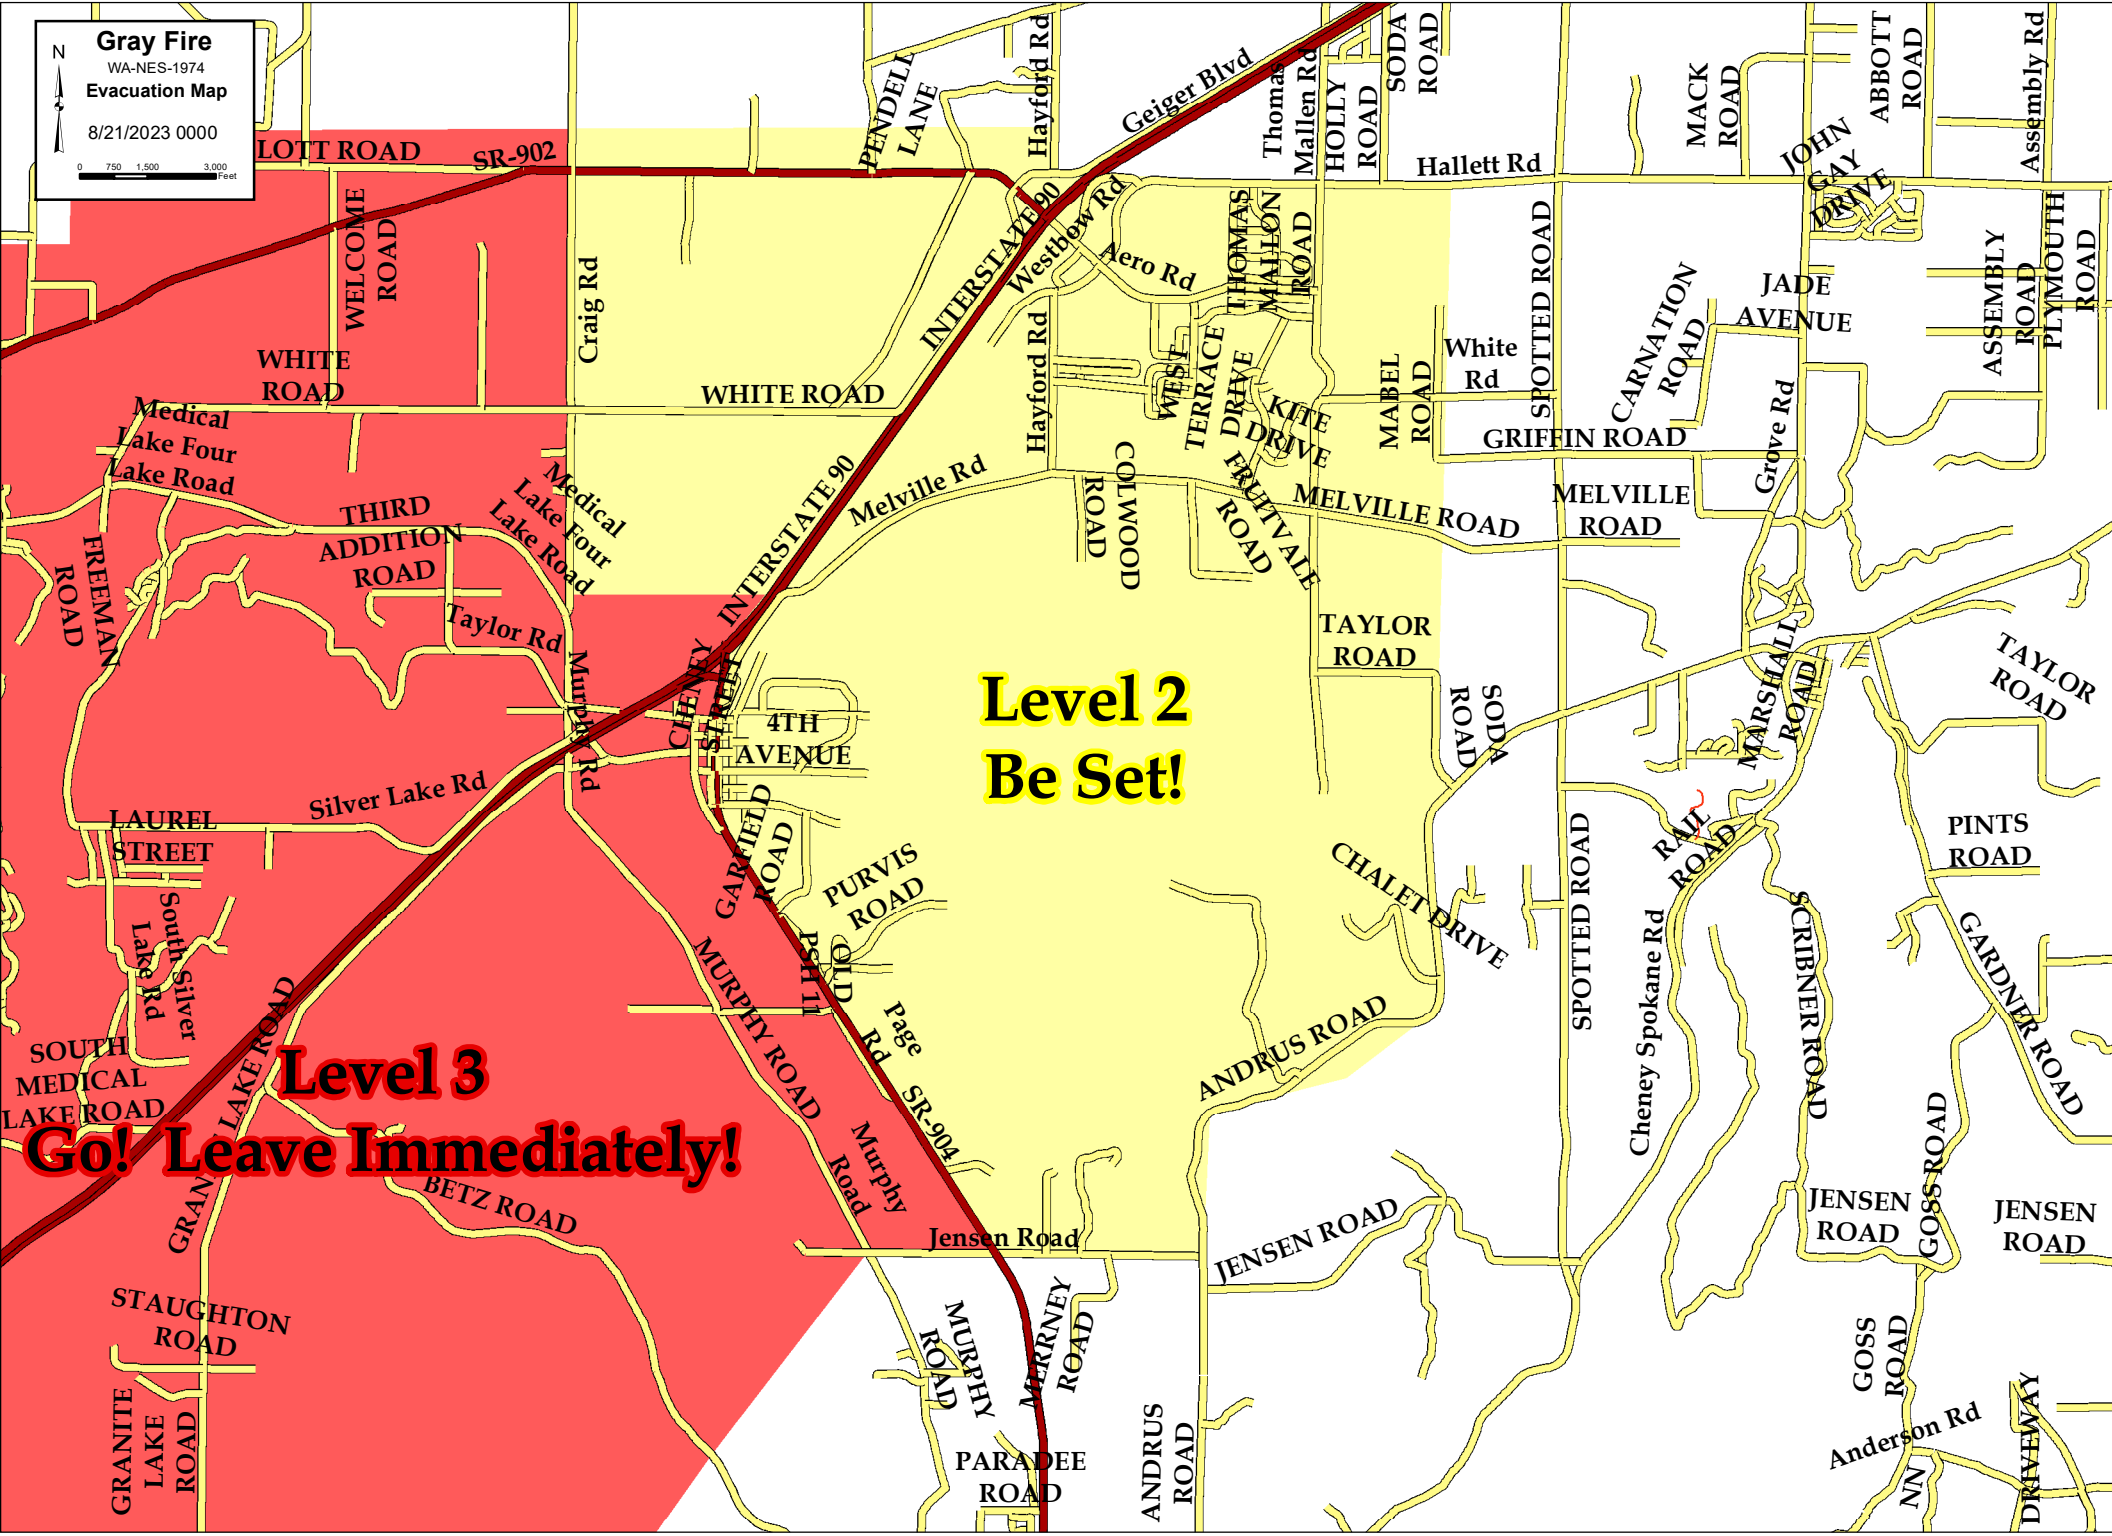 Gray Fire
WA-NES-1974
Evacuation Map
8/21/2023 0000
N
0 750 1,500 3,000
Feet
LOTT ROAD
SR-902
PENDELL
LANE
Hayford Rd
Geiger Blvd
Thomas
Mallen Rd
HOLLY
ROAD
SODA
ROAD
Hallett Rd
MACK
ROAD
ABBOTT
ROAD
Assembly Rd
JOHN
GAY
DRIVE
WELCOME
ROAD
Craig Rd
INTERSTATE 90
Westbow Rd
Aero Rd
THOMAS
MALLON
ROAD
SPOTTED ROAD
CARNATION
ROAD
JADE
AVENUE
ASSEMBLY
ROAD
PLYMOUTH
ROAD
WHITE
ROAD
WHITE ROAD
Hayford Rd
WEST
TERRACE
DRIVE
KITE
DRIVE
MABEL
ROAD
White
Rd
GRIFFIN ROAD
Grove Rd
Medical
Lake Four
Lake Road
THIRD
ADDITION
ROAD
Medical
Lake Four
Lake Road
INTERSTATE 90
Melville Rd
COLWOOD
ROAD
FRUITVALE
ROAD
MELVILLE ROAD
MELVILLE
ROAD
FREEMAN
ROAD
Taylor Rd
Murphy Rd
CHENEY
STREET
4TH
AVENUE
Level 2
Be Set!
TAYLOR
ROAD
SODA
ROAD
MARSHALL
ROAD
TAYLOR
ROAD
Silver Lake Rd
LAUREL
STREET
GARFIELD
ROAD
PURVIS
ROAD
CHALET DRIVE
SPOTTED ROAD
RAIL
ROAD
PINTS
ROAD
South Silver
Lake Rd
MURPHY ROAD
PSH 11
OLD
Page
Rd
ANDRUS ROAD
Cheney Spokane Rd
SCRIBNER ROAD
GARDNER ROAD
SOUTH
MEDICAL
LAKE ROAD
GRANITE LAKE ROAD
Level 3
Go! Leave Immediately!
SR-904
Murphy
Road
BETZ ROAD
Jensen Road
JENSEN ROAD
JENSEN
ROAD
GOSS ROAD
JENSEN
ROAD
STAUGHTON
ROAD
MURPHY
ROAD
MERRNEY
ROAD
GOSS
ROAD
GRANITE
LAKE
ROAD
PARADEE
ROAD
ANDRUS
ROAD
Anderson Rd
NN
DRIVEWAY